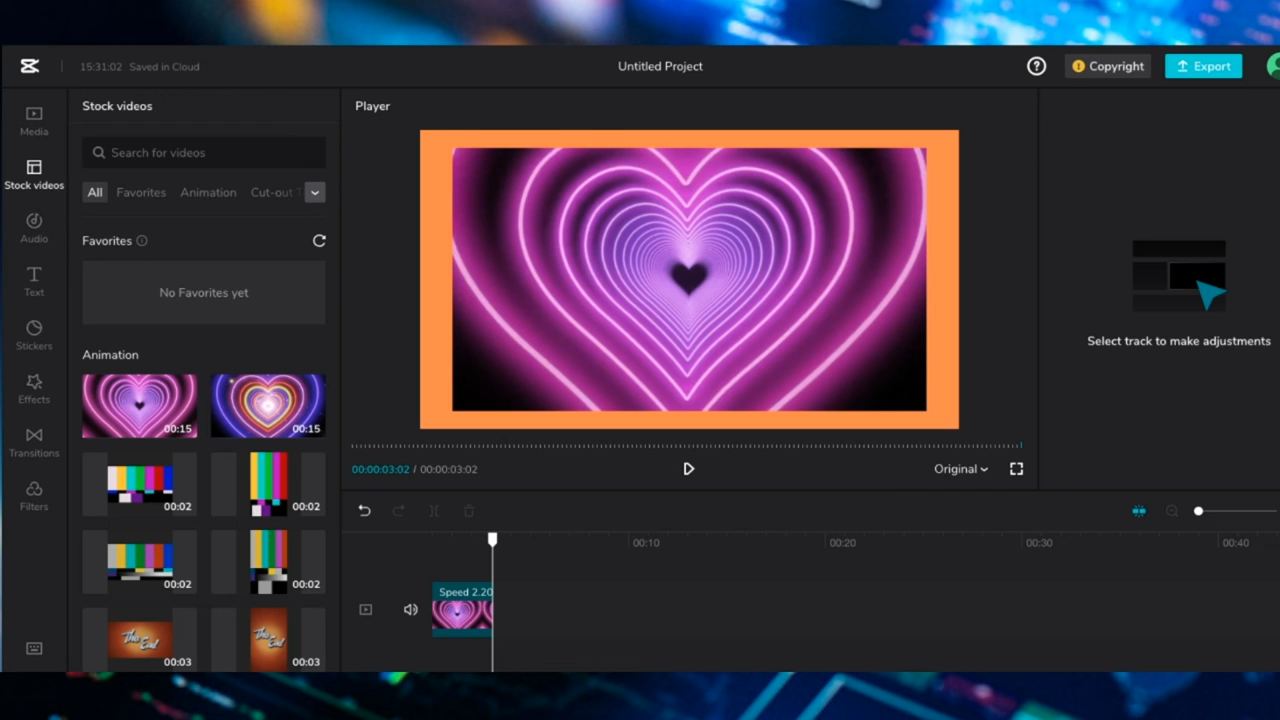 15:31:02 Saved in Cloud
Untitled Project
Copyright
Export
Media
Stock videos
Audio
Text
Stickers
Effects
Transitions
Filters
Stock videos
Search for videos
All Favorites Animation Cut-out
Favorites
No Favorites yet
Animation
00:15 00:15
00:02 00:02
00:02 00:02
This End 00:03 This End 00:03
Player
00:00:03:02 / 00:00:03:02
Original
Select track to make adjustments
00:10 00:20 00:30 00:40
Speed 2.20